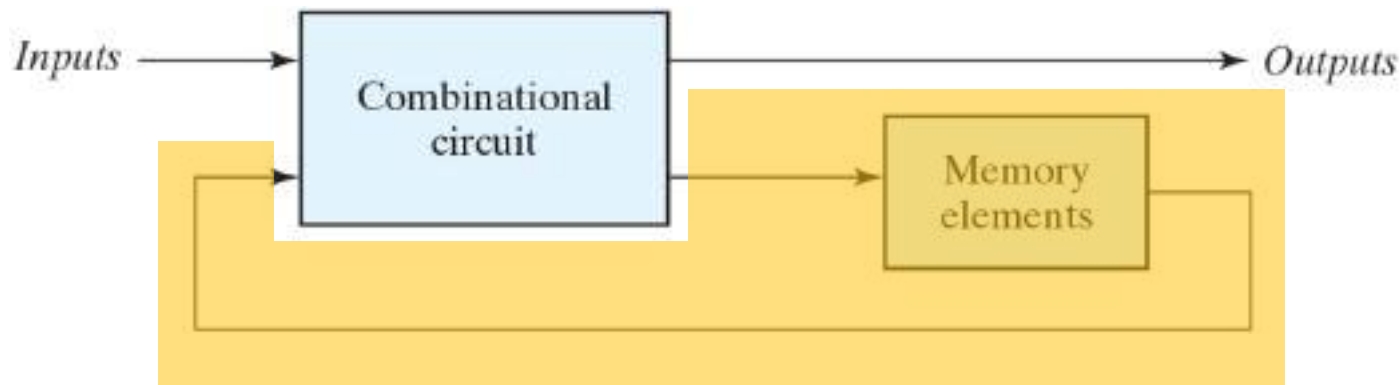 Inputs
Combinational
circuit
Outputs
Memory
elements